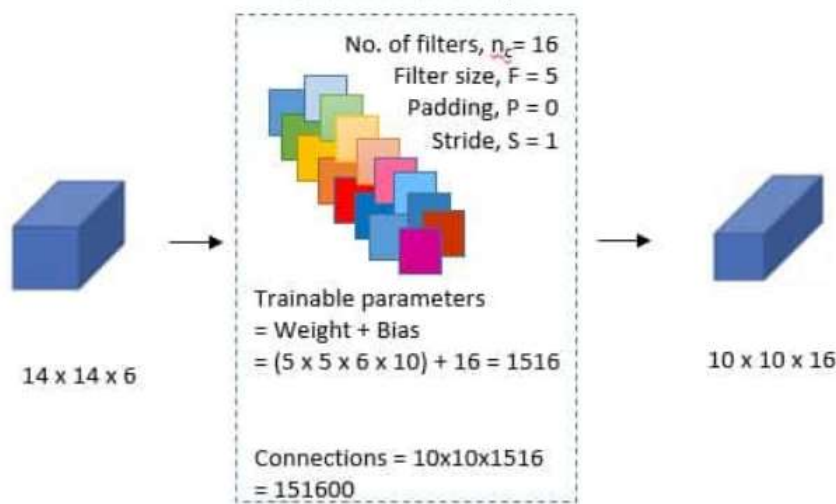 No. of filters, nc= 16
Filter size, F = 5
Padding, P = 0
Stride, S = 1
Trainable parameters
= Weight + Bias
= (5 x 5 x 6 x 10) + 16 = 1516
14 x 14 x 6
10 x 10 x 16
Connections = 10x10x1516
= 151600